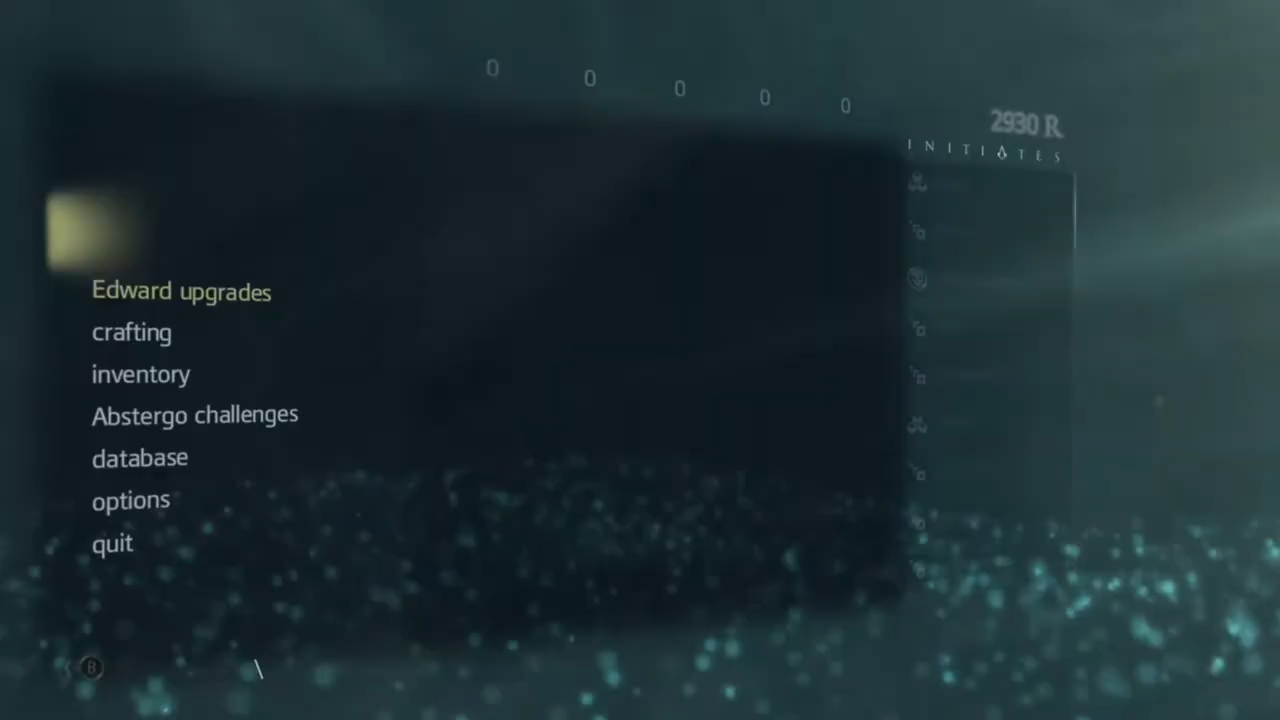 0 0 0 0 0
2930 R
INITIATES
Edward upgrades
crafting
inventory
Abstergo challenges
database
options
quit
B